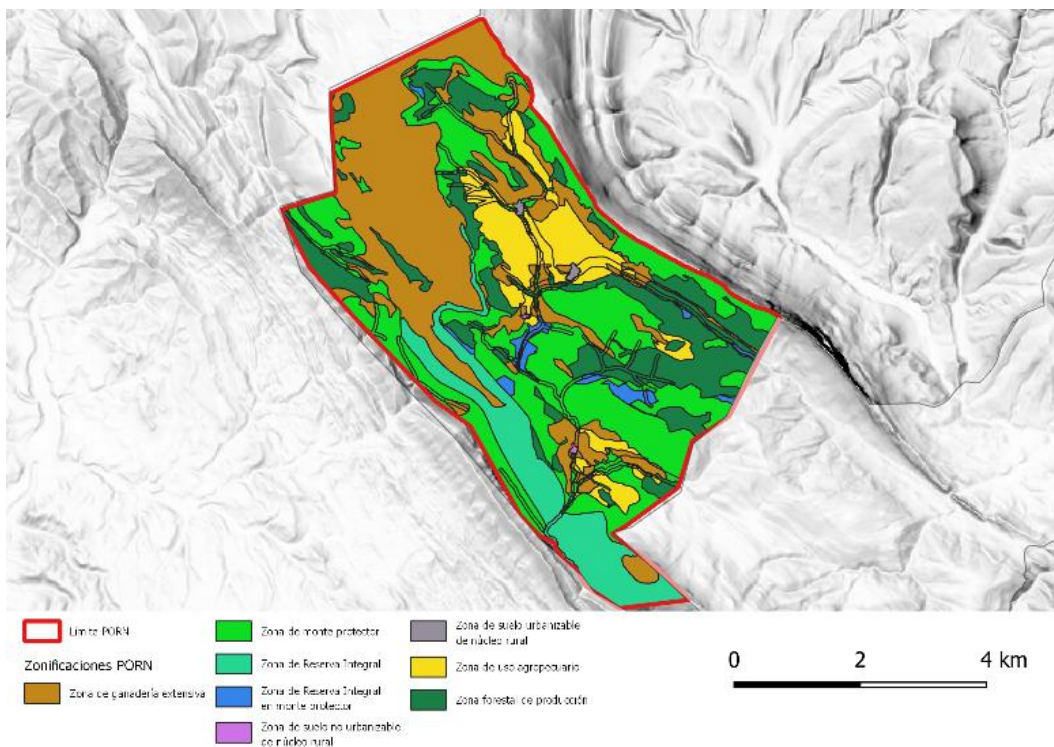 Límite PORN
Zonificaciones PORN
Zona de ganadería extensiva
Zona de monte protector
Zona de Reserva Integral
Zona de Reserva Integral
en monte protector
Zona de suelo no urbanizable
de núcleo rural
Zona de suelo urbanizable
de núcleo rural
Zona de uso agropecuario
Zona forestal de producción
0 2 4 km